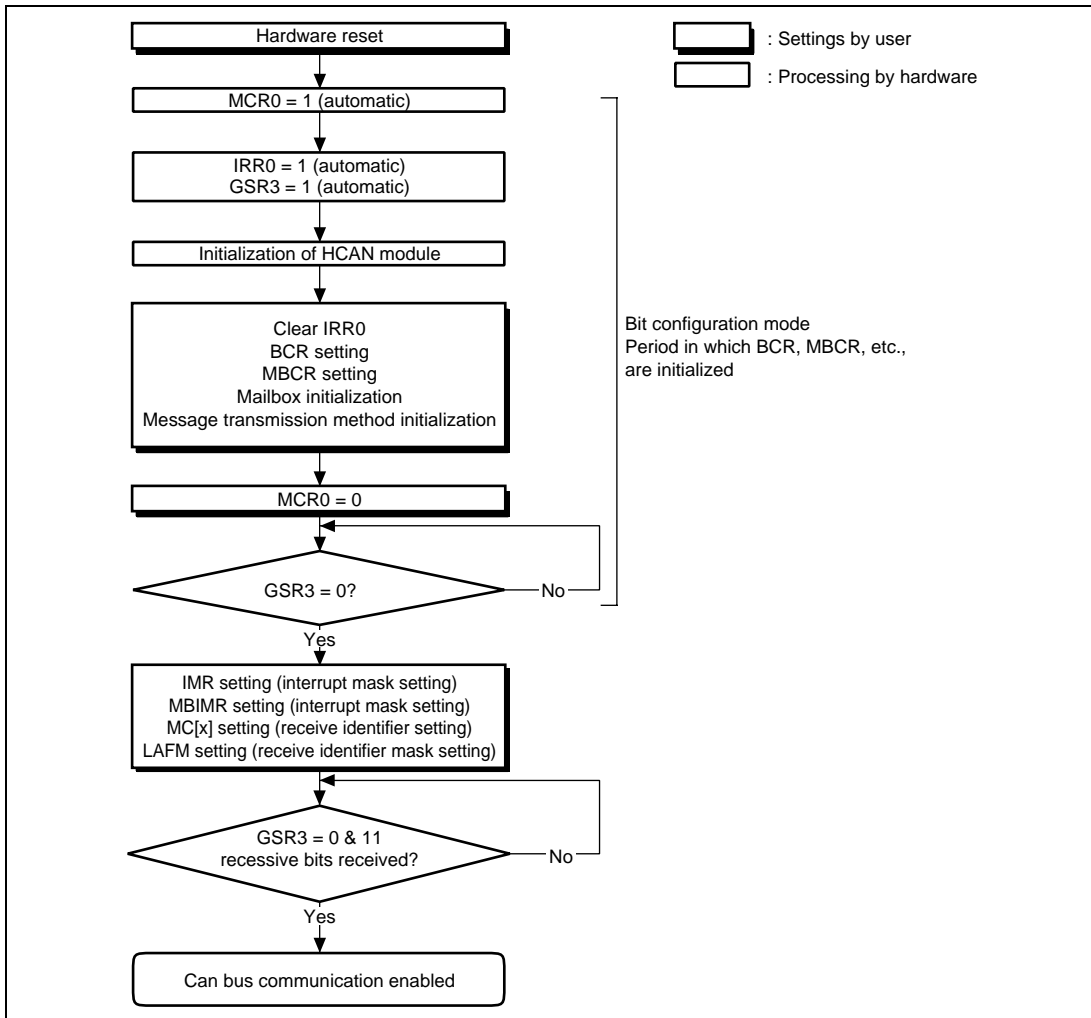 Hardware reset
: Settings by user
: Processing by hardware
MCR0 = 1 (automatic)
IRR0 = 1 (automatic)
GSR3 = 1 (automatic)
Initialization of HCAN module
Clear IRR0
BCR setting
MBCR setting
Mailbox initialization
Message transmission method initialization
Bit configuration mode
Period in which BCR, MBCR, etc.,
are initialized
MCR0 = 0
GSR3 = 0?
No
Yes
IMR setting (interrupt mask setting)
MBIMR setting (interrupt mask setting)
MC[x] setting (receive identifier setting)
LAFM setting (receive identifier mask setting)
GSR3 = 0 & 11
recessive bits received?
No
Yes
Can bus communication enabled